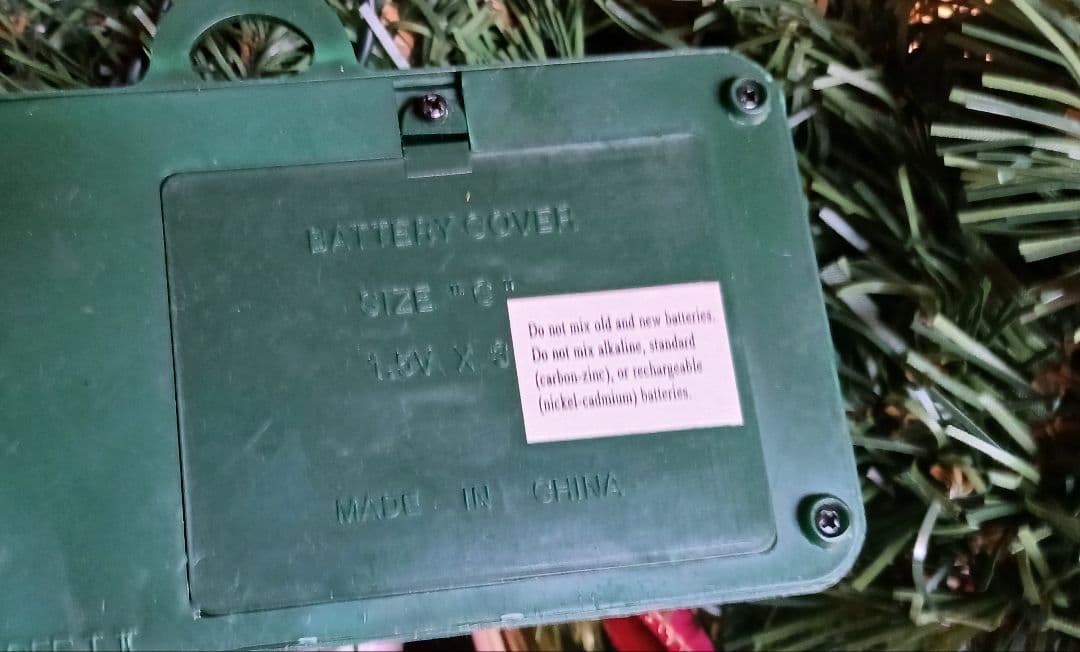 BATTERY COVER
SIZE "C"
1.5V X 3
Do not mix old and new batteries.
Do not mix alkaline, standard
(carbon-zinc), or rechargeable
(nickel-cadmium) batteries.
MADE IN CHINA